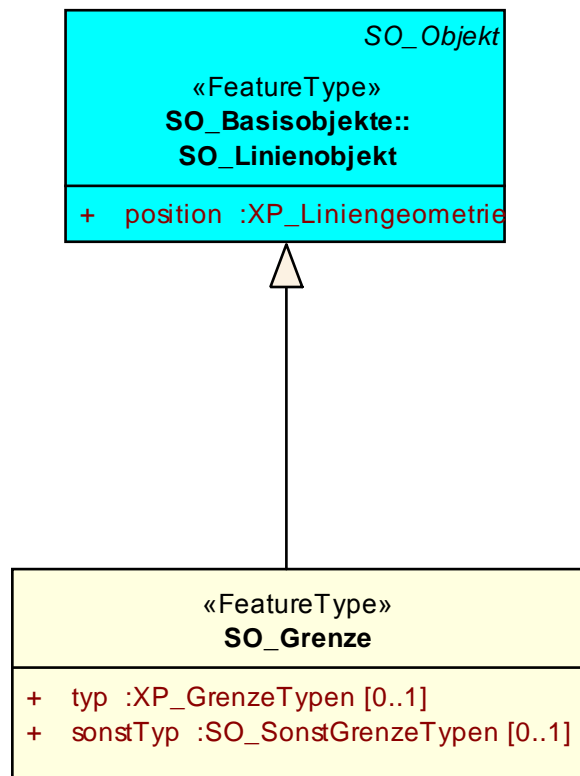 SO_Objekt
«FeatureType»
SO_Basisobjekte::
SO_Linienobjekt
+ position :XP_Liniengeometrie
«FeatureType»
SO_Grenze
+ typ :XP_GrenzeTypen [0..1]
+ sonstTyp :SO_SonstGrenzeTypen [0..1]